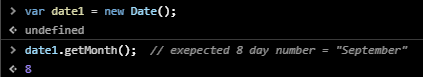 > var date1 = new Date();
< undefined
> date1.getMonth();  // exepected 8 day number = "September"
< 8